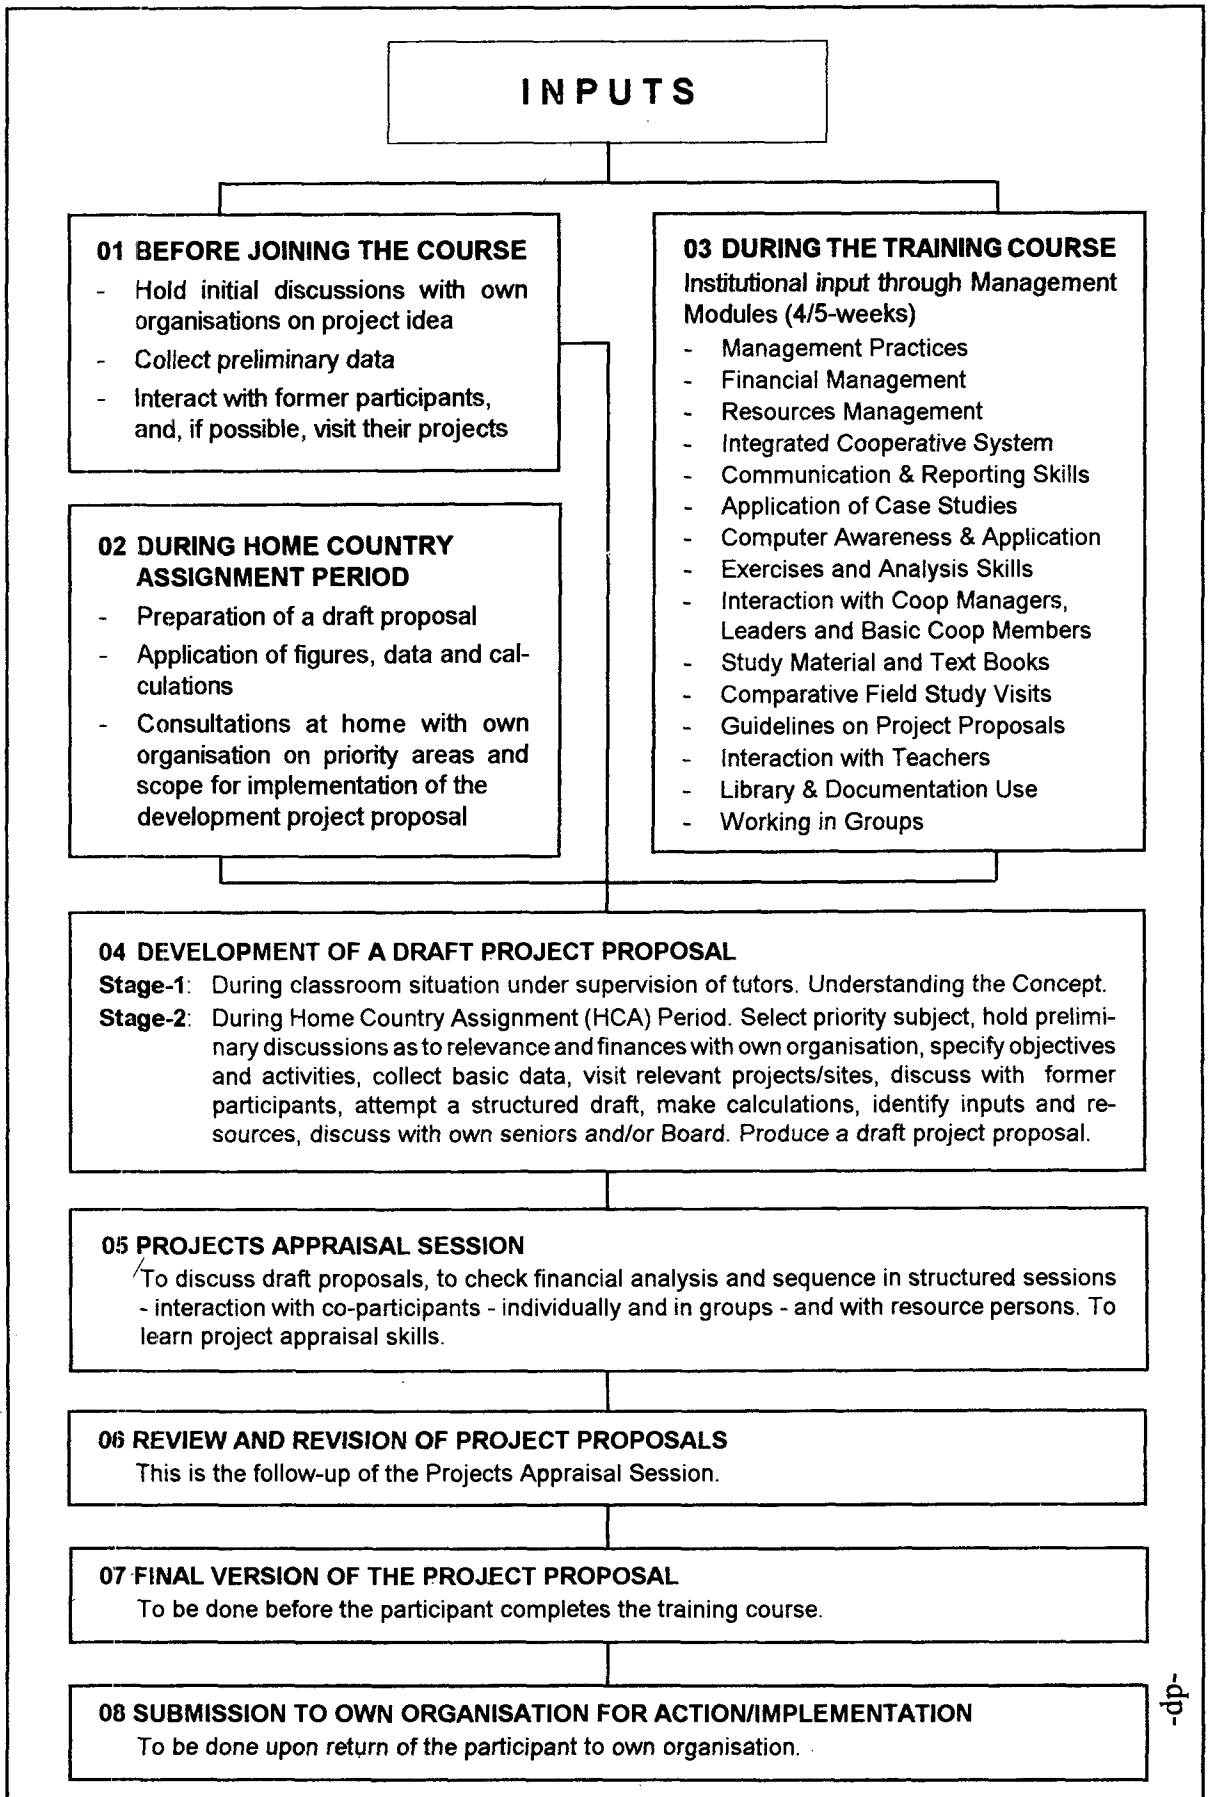 INPUTS
01 BEFORE JOINING THE COURSE
- Hold initial discussions with own
organisations on project idea
- Collect preliminary data
- Interact with former participants,
and, if possible, visit their projects
02 DURING HOME COUNTRY
ASSIGNMENT PERIOD
- Preparation of a draft proposal
- Application of figures, data and cal-
culations
- Consultations at home with own
organisation on priority areas and
scope for implementation of the
development project proposal
03 DURING THE TRAINING COURSE
Institutional input through Management
Modules (4/5-weeks)
- Management Practices
- Financial Management
- Resources Management
- Integrated Cooperative System
- Communication & Reporting Skills
- Application of Case Studies
- Computer Awareness & Application
- Exercises and Analysis Skills
- Interaction with Coop Managers,
Leaders and Basic Coop Members
- Study Material and Text Books
- Comparative Field Study Visits
- Guidelines on Project Proposals
- Interaction with Teachers
- Library & Documentation Use
- Working in Groups
04 DEVELOPMENT OF A DRAFT PROJECT PROPOSAL
Stage-1: During classroom situation under supervision of tutors. Understanding the Concept.
Stage-2: During Home Country Assignment (HCA) Period. Select priority subject, hold prelimi-
nary discussions as to relevance and finances with own organisation, specify objectives
and activities, collect basic data, visit relevant projects/sites, discuss with former
participants, attempt a structured draft, make calculations, identify inputs and re-
sources, discuss with own seniors and/or Board. Produce a draft project proposal.
05 PROJECTS APPRAISAL SESSION
To discuss draft proposals, to check financial analysis and sequence in structured sessions
- interaction with co-participants - individually and in groups - and with resource persons. To
learn project appraisal skills.
06 REVIEW AND REVISION OF PROJECT PROPOSALS
This is the follow-up of the Projects Appraisal Session.
07 FINAL VERSION OF THE PROJECT PROPOSAL
To be done before the participant completes the training course.
08 SUBMISSION TO OWN ORGANISATION FOR ACTION/IMPLEMENTATION
To be done upon return of the participant to own organisation.
-dp-